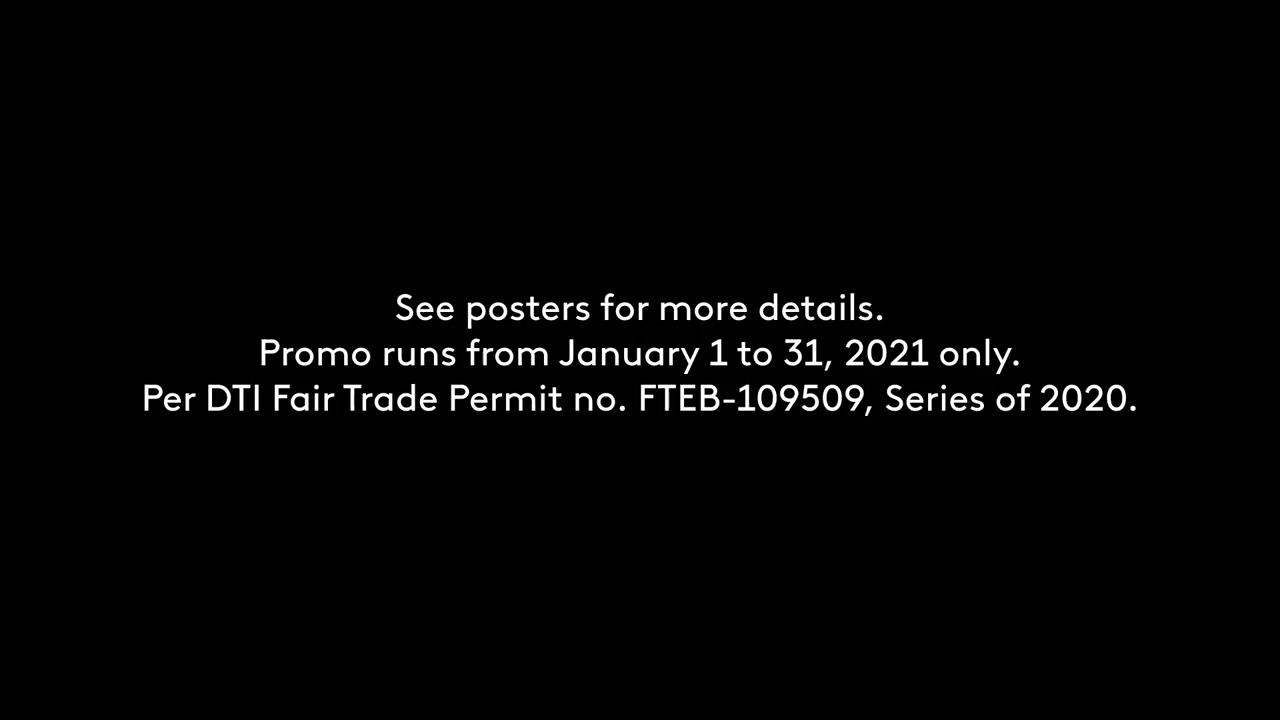 See posters for more details.
Promo runs from January 1 to 31, 2021 only.
Per DTI Fair Trade Permit no. FTEB-109509, Series of 2020.